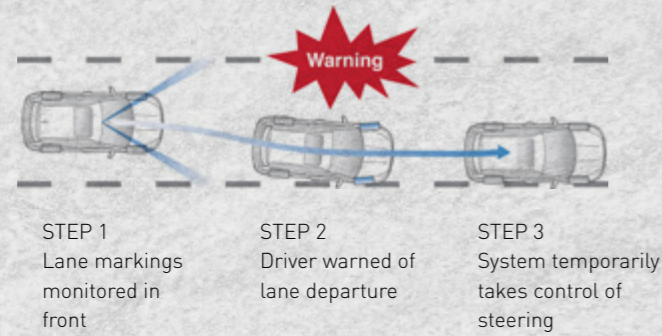 Warning
STEP 1
Lane markings
monitored in
front
STEP 2
Driver warned of
lane departure
STEP 3
System temporarily
takes control of
steering